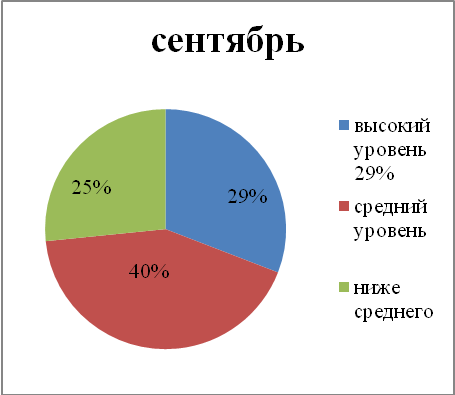 сентябрь
29%
25%
40%
высокий
уровень
29%
средний
уровень
ниже
среднего